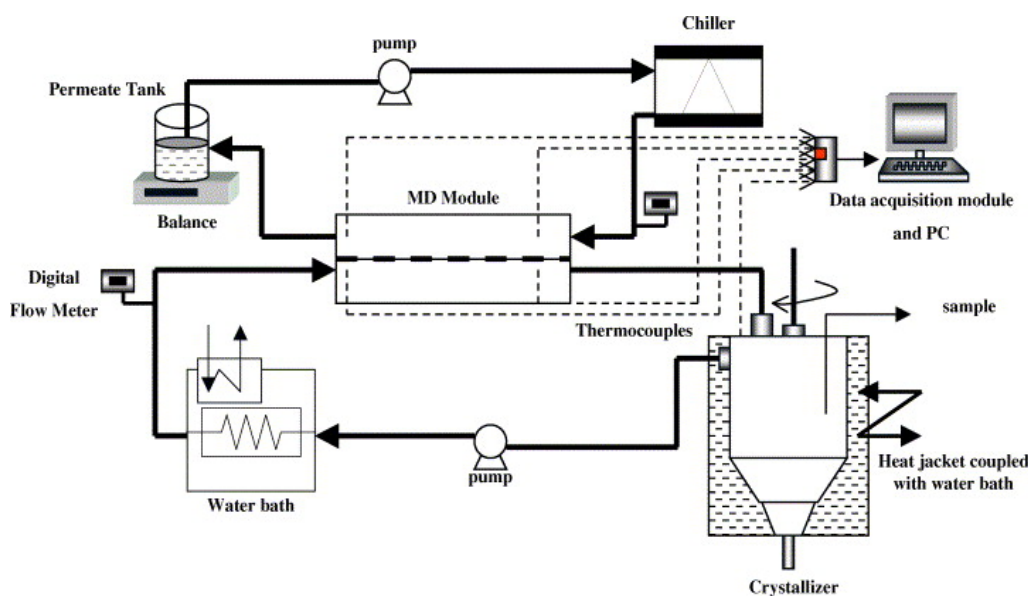 Chiller
pump
Permeate Tank
MD Module
Balance
Data acquisition module
and PC
Digital
Flow Meter
Thermocouples
sample
Heat jacket coupled
with water bath
pump
Water bath
Crystallizer